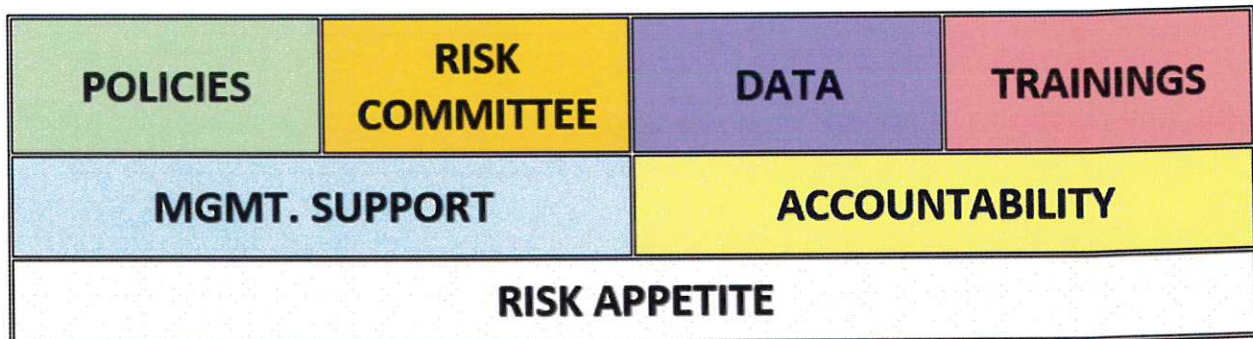 POLICIES
RISK
COMMITTEE
DATA
TRAININGS
MGMT. SUPPORT
ACCOUNTABILITY
RISK APPETITE